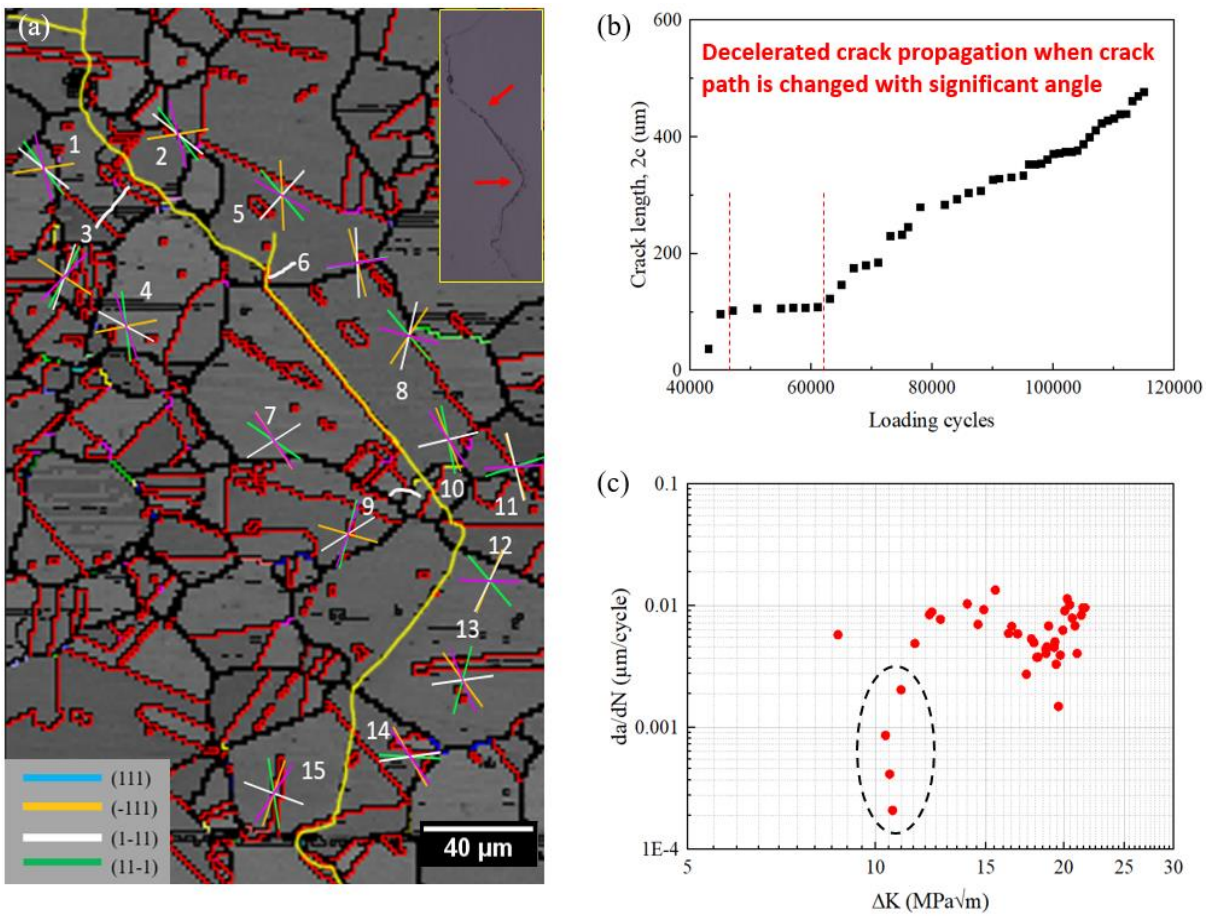 (a)
1
2
3
4
5
6
7
8
9
10
11
12
13
14
15
(111)
(-111)
(1-11)
(11-1)
40 μm
(b)
Decelerated crack propagation when crack
path is changed with significant angle
Crack length, 2c (um)
600
400
200
0
40000 60000 80000 100000 120000
Loading cycles
(c)
da/dN (μm/cycle)
0.1
0.01
0.001
1E-4
5 10 15 20 25 30
ΔK (MPa√m)